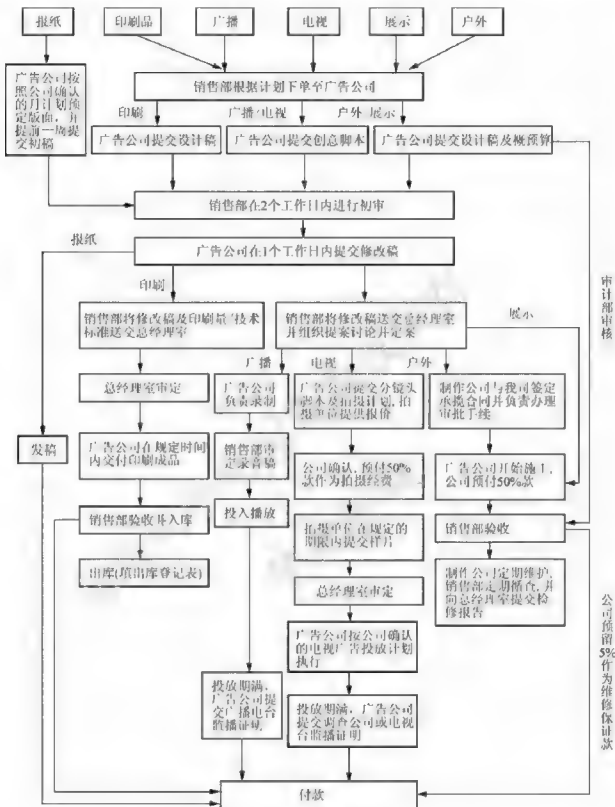 报纸
印刷品
广播
电视
展示
户外
广告公司按
照公司确认
的月计划预
定版面，并
提前一周提
交初稿
销售部根据计划下单至广告公司
印刷
广播/电视
户外/展示
广告公司提交设计稿
广告公司提交创意脚本
广告公司提交设计稿及概预算
销售部在2个工作日内进行初审
报纸
广告公司在1个工作日内提交修改稿
印刷
审计部审核
销售部将修改稿及印刷量/技术
标准送交总经理室
销售部将修改稿送交总经理室
并组织提案讨论并定案
展示
广播
电视
户外
总经理室审定
广告公司
负责录制
广告公司提交分镜头
脚本及拍摄计划，拍
摄单位提供报价
制作公司与我司签定
承揽合同并负责办理
审批手续
发稿
广告公司在规定时间
内交付印刷成品
销售部审
定录音稿
公司确认，预付50%
款作为拍摄经费
广告公司开始施工，
公司预付50%款
销售部验收并入库
投入播放
拍摄单位在规定的
期限内提交样片
销售部验收
出库(填出库登记表)
总经理室审定
制作公司定期维护，
销售部定期循查，并
向总经理室提交检
修报告
公司预留5%作为维修保证款
广告公司按公司确认
的电视广告投放计划
执行
投放期满，
广告公司提
交广播电台
监播证明
投放期满，广告公司
提交调查公司或电视
台监播证明
付款